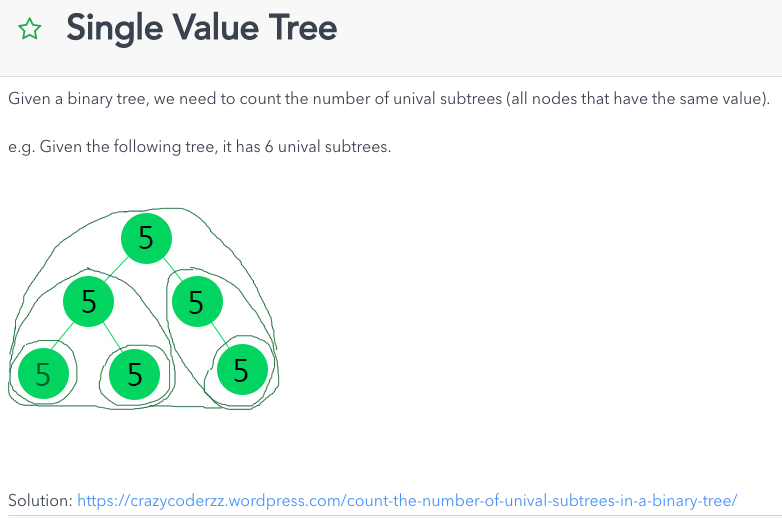 Single Value Tree
Given a binary tree, we need to count the number of unival subtrees (all nodes that have the same value).
e.g. Given the following tree, it has 6 unival subtrees.
5
5 5
5 5 5
Solution: https://crazycoderzz.wordpress.com/count-the-number-of-unival-subtrees-in-a-binary-tree/